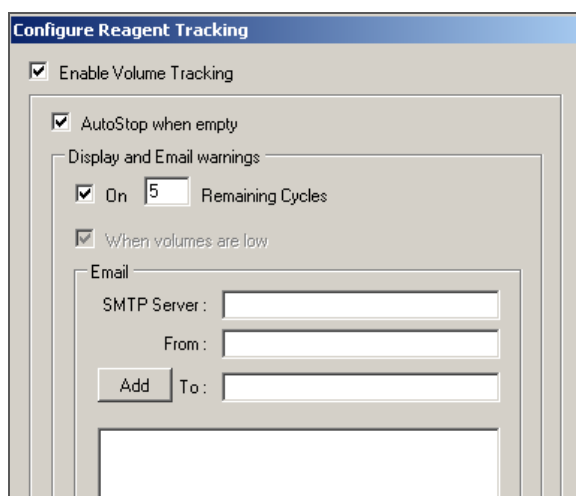 Configure Reagent Tracking
Enable Volume Tracking
AutoStop when empty
Display and Email warnings
On 5 Remaining Cycles
When volumes are low
Email
SMTP Server :
From :
Add To :